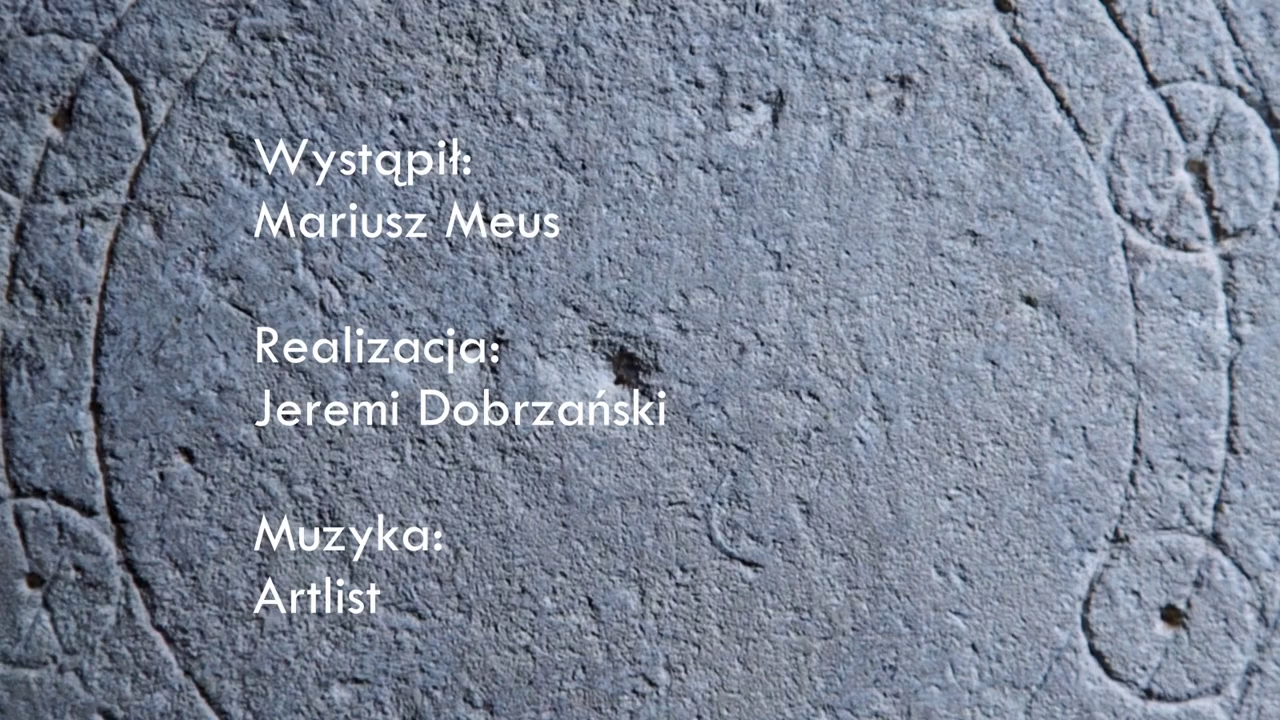 Wystąpił:
Mariusz Meus
Realizacja:
Jeremi Dobrzański
Muzyka:
Artlist